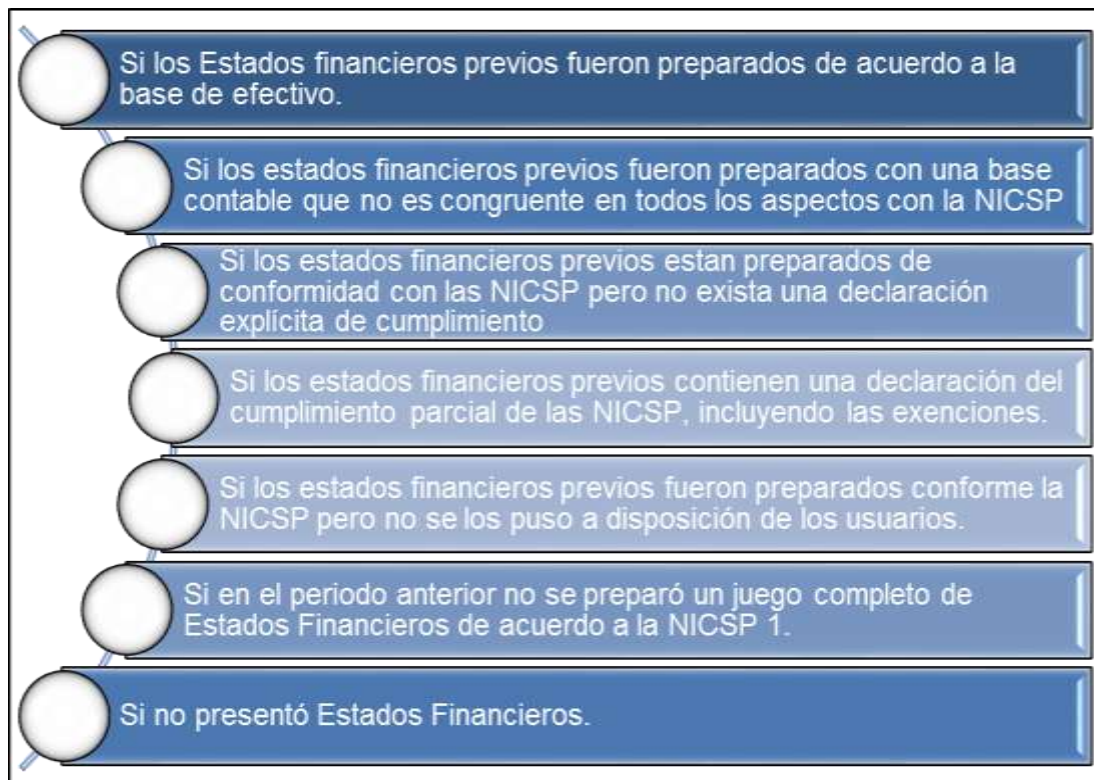 Si los Estados financieros previos fueron preparados de acuerdo a la
base de efectivo.
Si los estados financieros previos fueron preparados con una base
contable que no es congruente en todos los aspectos con la NICSP
Si los estados financieros previos estan preparados de
conformidad con las NICSP pero no exista una declaración
explícita de cumplimiento
Si los estados financieros previos contienen una declaración del
cumplimiento parcial de las NICSP, incluyendo las exenciones.
Si los estados financieros previos fueron preparados conforme la
NICSP pero no se los puso a disposición de los usuarios.
Si en el periodo anterior no se preparó un juego completo de
Estados Financieros de acuerdo a la NICSP 1.
Si no presentó Estados Financieros.